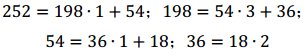 252 = 198 ∙ 1 + 54;  198 = 54 ∙ 3 + 36;
54 = 36 ∙ 1 + 18;  36 = 18 ∙ 2